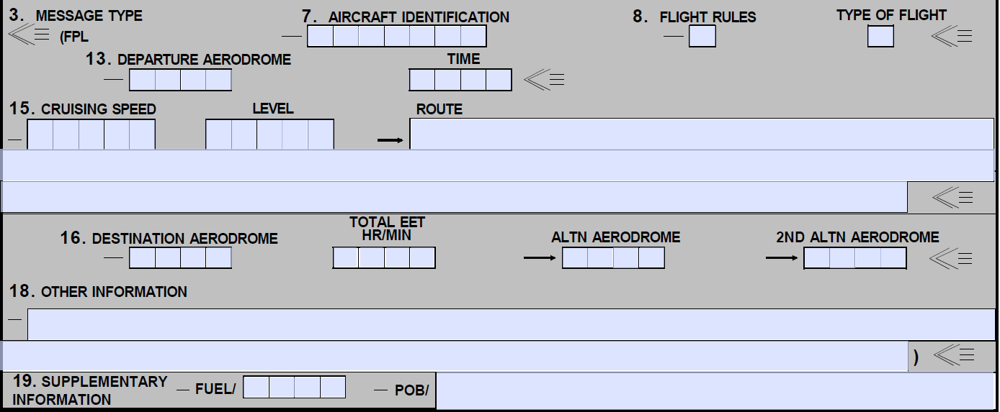 3. MESSAGE TYPE 7. AIRCRAFT IDENTIFICATION 8. FLIGHT RULES TYPE OF FLIGHT
(FPL
13. DEPARTURE AERODROME TIME
15. CRUISING SPEED LEVEL ROUTE
16. DESTINATION AERODROME TOTAL EET HR/MIN ALTN AERODROME 2ND ALTN AERODROME
18. OTHER INFORMATION
)
19. SUPPLEMENTARY INFORMATION — FUEL/ — POB/